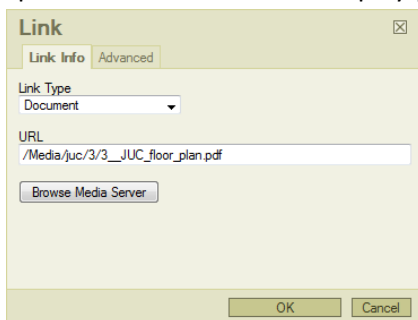 Link
Link Info Advanced
Link Type
Document
URL
/Media/juc/3/3__JUC_floor_plan.pdf
Browse Media Server
OK Cancel